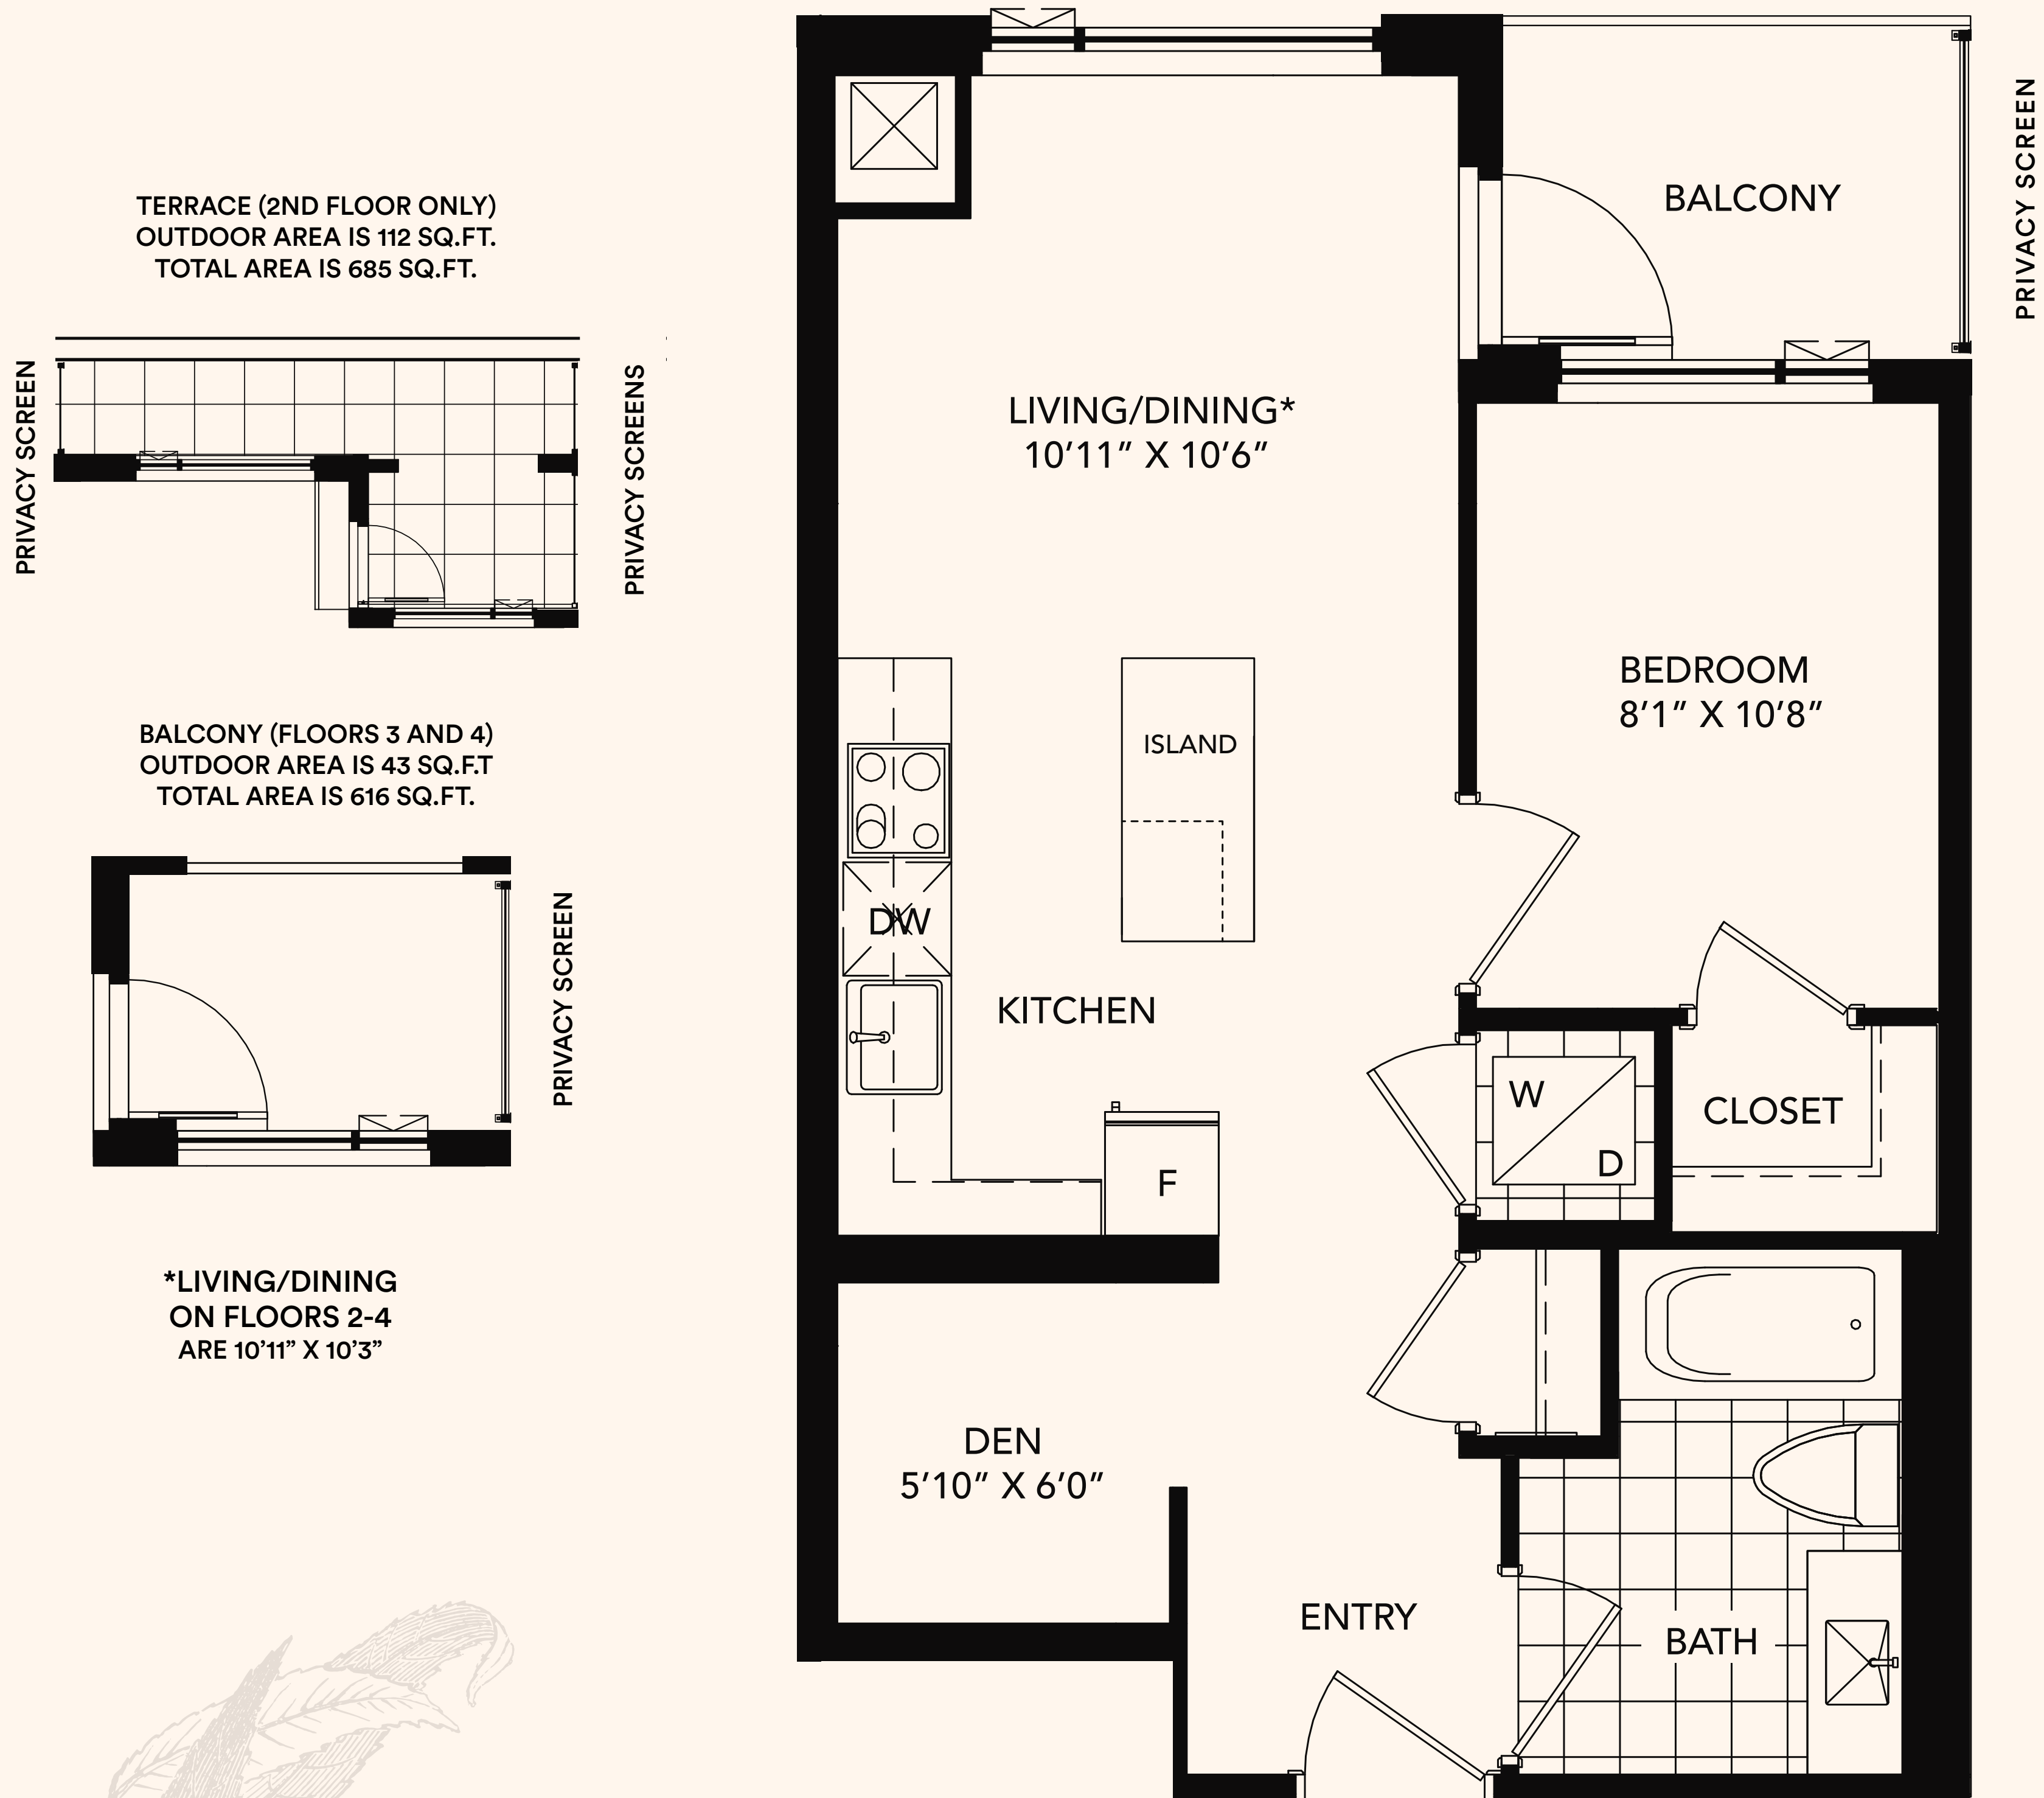 TERRACE (2ND FLOOR ONLY)
OUTDOOR AREA IS 112 SQ.FT.
TOTAL AREA IS 685 SQ.FT.
PRIVACY SCREEN
PRIVACY SCREENS
BALCONY (FLOORS 3 AND 4)
OUTDOOR AREA IS 43 SQ.F.T
TOTAL AREA IS 616 SQ.FT.
PRIVACY SCREEN
*LIVING/DINING
ON FLOORS 2-4
ARE 10’11” X 10’3”
BALCONY
PRIVACY SCREEN
LIVING/DINING*
10’11” X 10’6”
BEDROOM
8’1” X 10’8”
ISLAND
DW
KITCHEN
W
D
CLOSET
F
DEN
5’10” X 6’0”
ENTRY
BATH